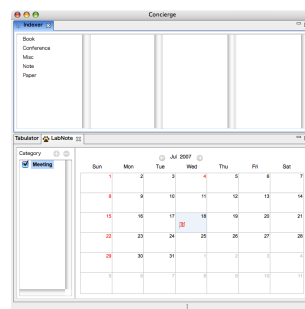 Concierge
Indexer
Book
Conference
Misc
Note
Paper
Tabulator LabNote
Category
Meeting
Jul 2007
Sun Mon Tue Wed Thu Fri Sat
1 2 3 4 5 6 7
8 9 10 11 12 13 14
15 16 17 18 19 20 21
22 23 24 25 26 27 28
29 30 31 1 2 3 4
5 6 7 8 9 10 11